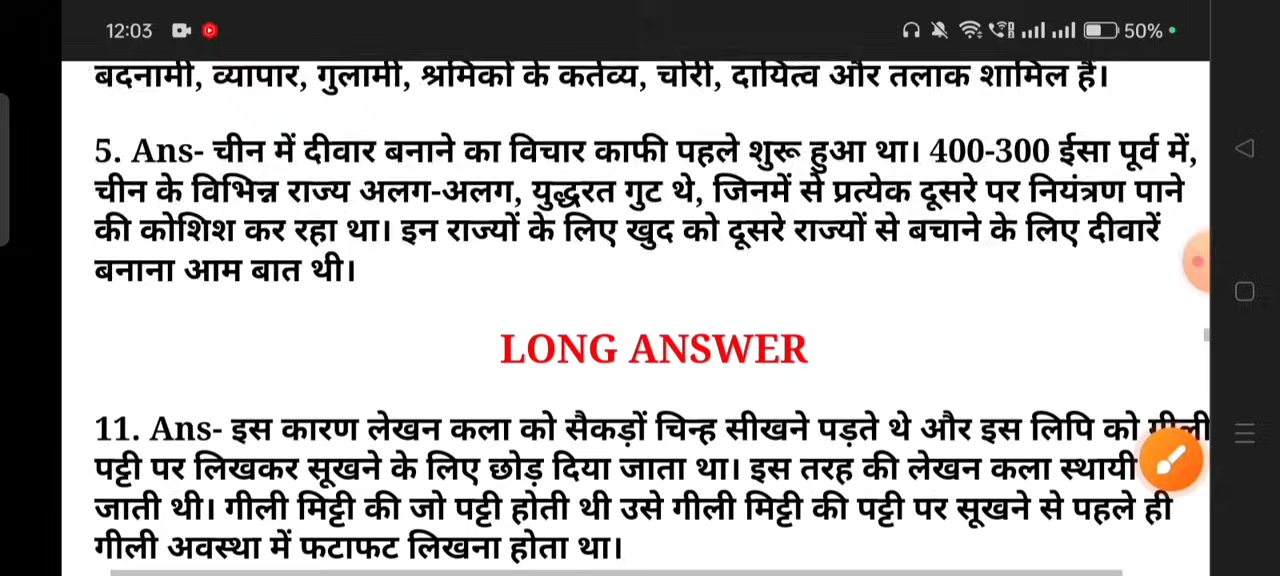 12:03 50%
बदनामी, व्यापार, गुलामी, श्रमिकों के कर्तव्य, चोरी, दायित्व और तलाक शामिल हैं।
5. Ans- चीन में दीवार बनाने का विचार काफी पहले शुरू हुआ था। 400-300 ईसा पूर्व में,
चीन के विभिन्न राज्य अलग-अलग, युद्धरत गुट थे, जिनमें से प्रत्येक दूसरे पर नियंत्रण पाने
की कोशिश कर रहा था। इन राज्यों के लिए खुद को दूसरे राज्यों से बचाने के लिए दीवारें
बनाना आम बात थी।
LONG ANSWER
11. Ans- इस कारण लेखन कला को सैकड़ों चिन्ह सीखने पड़ते थे और इस लिपि को गीली
पट्टी पर लिखकर सूखने के लिए छोड़ दिया जाता था। इस तरह की लेखन कला स्थायी
जाती थी। गीली मिट्टी की जो पट्टी होती थी उसे गीली मिट्टी की पट्टी पर सूखने से पहले ही
गीली अवस्था में फटाफट लिखना होता था।